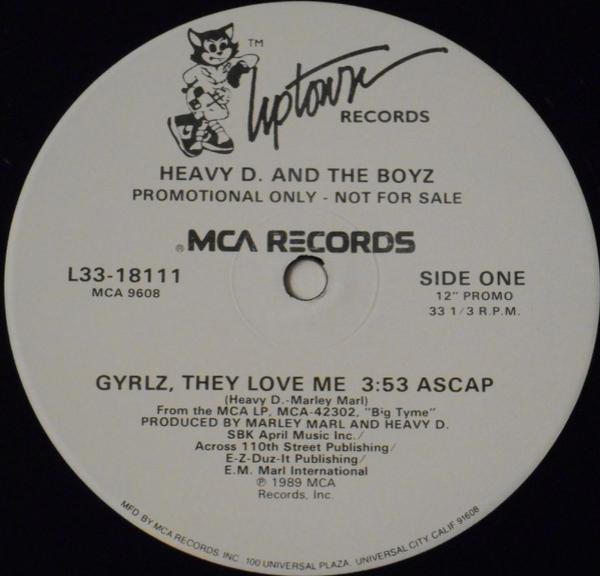 TM
Uptown
RECORDS
HEAVY D. AND THE BOYZ
PROMOTIONAL ONLY - NOT FOR SALE
®MCA RECORDS
L33-18111
MCA 9608
SIDE ONE
12" PROMO
33 1/3 R.P.M.
GYRLZ, THEY LOVE ME 3:53 ASCAP
(Heavy D.-Marley Marl)
From the MCA LP, MCA-42302, "Big Tyme"
PRODUCED BY MARLEY MARL AND HEAVY D.
SBK April Music Inc./
Across 110th Street Publishing/
E-Z-Duz-It Publishing/
E.M. Marl International
℗ 1989 MCA
Records, Inc.
MFD BY MCA RECORDS, INC., 100 UNIVERSAL PLAZA, UNIVERSAL CITY, CALIF 91608